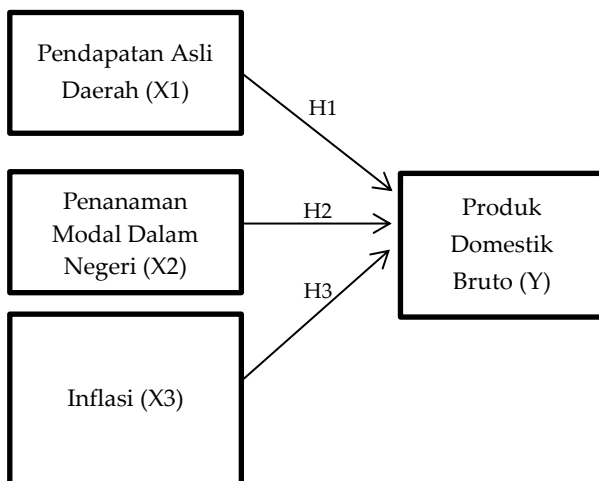 Pendapatan Asli
Daerah (X1)
H1
Penanaman
Modal Dalam
Negeri (X2)
H2
Produk
Domestik
Bruto (Y)
H3
Inflasi (X3)